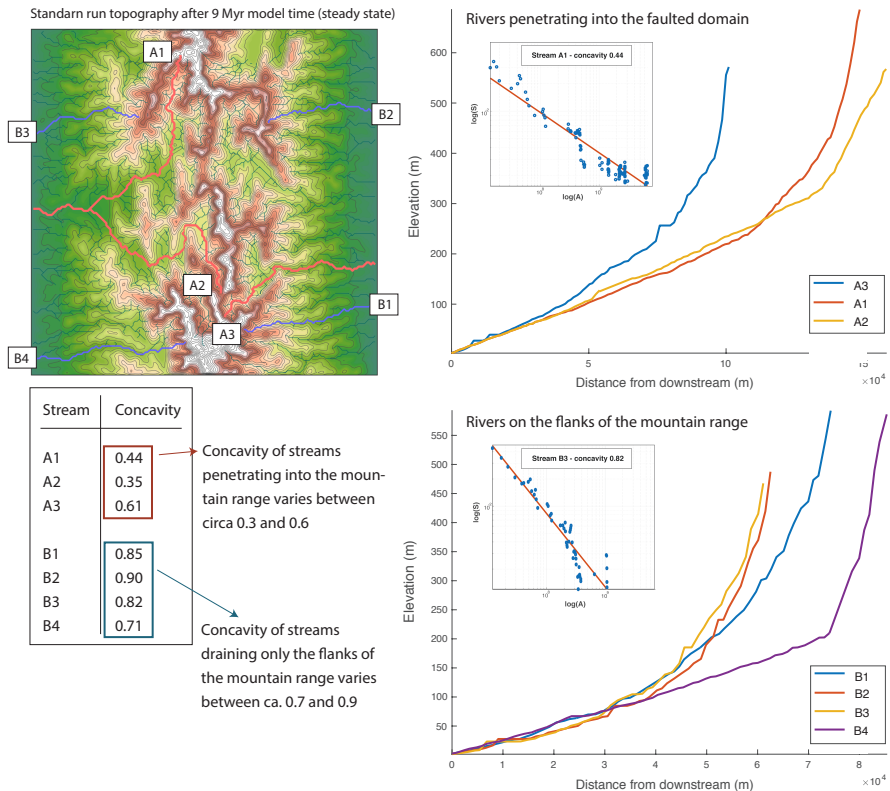 Standarn run topography after 9 Myr model time (steady state)
A1
B3
B2
A2
A3
B1
B4
Stream Concavity
A1 0.44
A2 0.35
A3 0.61
B1 0.85
B2 0.90
B3 0.82
B4 0.71
Concavity of streams
penetrating into the moun-
tain range varies between
circa 0.3 and 0.6
Concavity of streams
draining only the flanks of
the mountain range varies
between ca. 0.7 and 0.9
Rivers penetrating into the faulted domain
Stream A1 - concavity 0.44
log(S)
log(A)
Elevation (m)
600
500
400
300
200
100
0
5
10
15
×10⁴
Distance from downstream (m)
A3
A1
A2
Rivers on the flanks of the mountain range
Stream B3 - concavity 0.82
log(S)
log(A)
Elevation (m)
550
500
450
400
350
300
250
200
150
100
50
0 1 2 3 4 5 6 7 8
×10⁴
Distance from downstream (m)
B1
B2
B3
B4